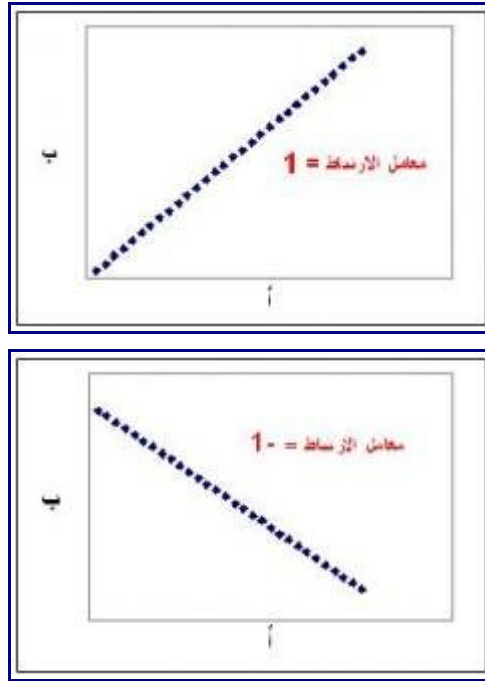 ب
معامل الارتباط = 1
أ
معامل الارتباط = -1
ب
أ